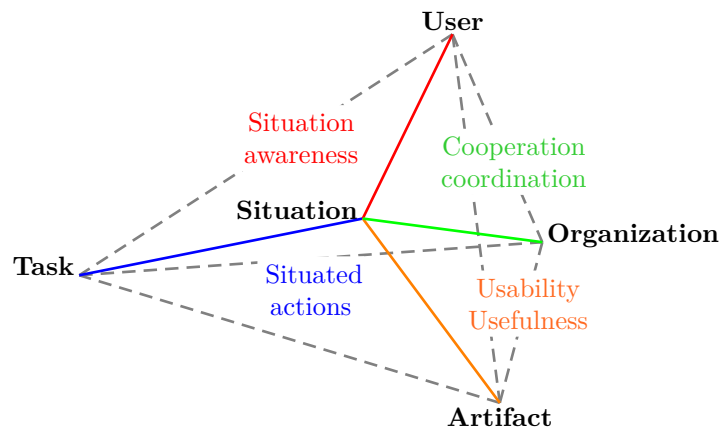 User
Situation
awareness
Cooperation
coordination
Situation
Organization
Task
Situated
actions
Usability
Usefulness
Artifact